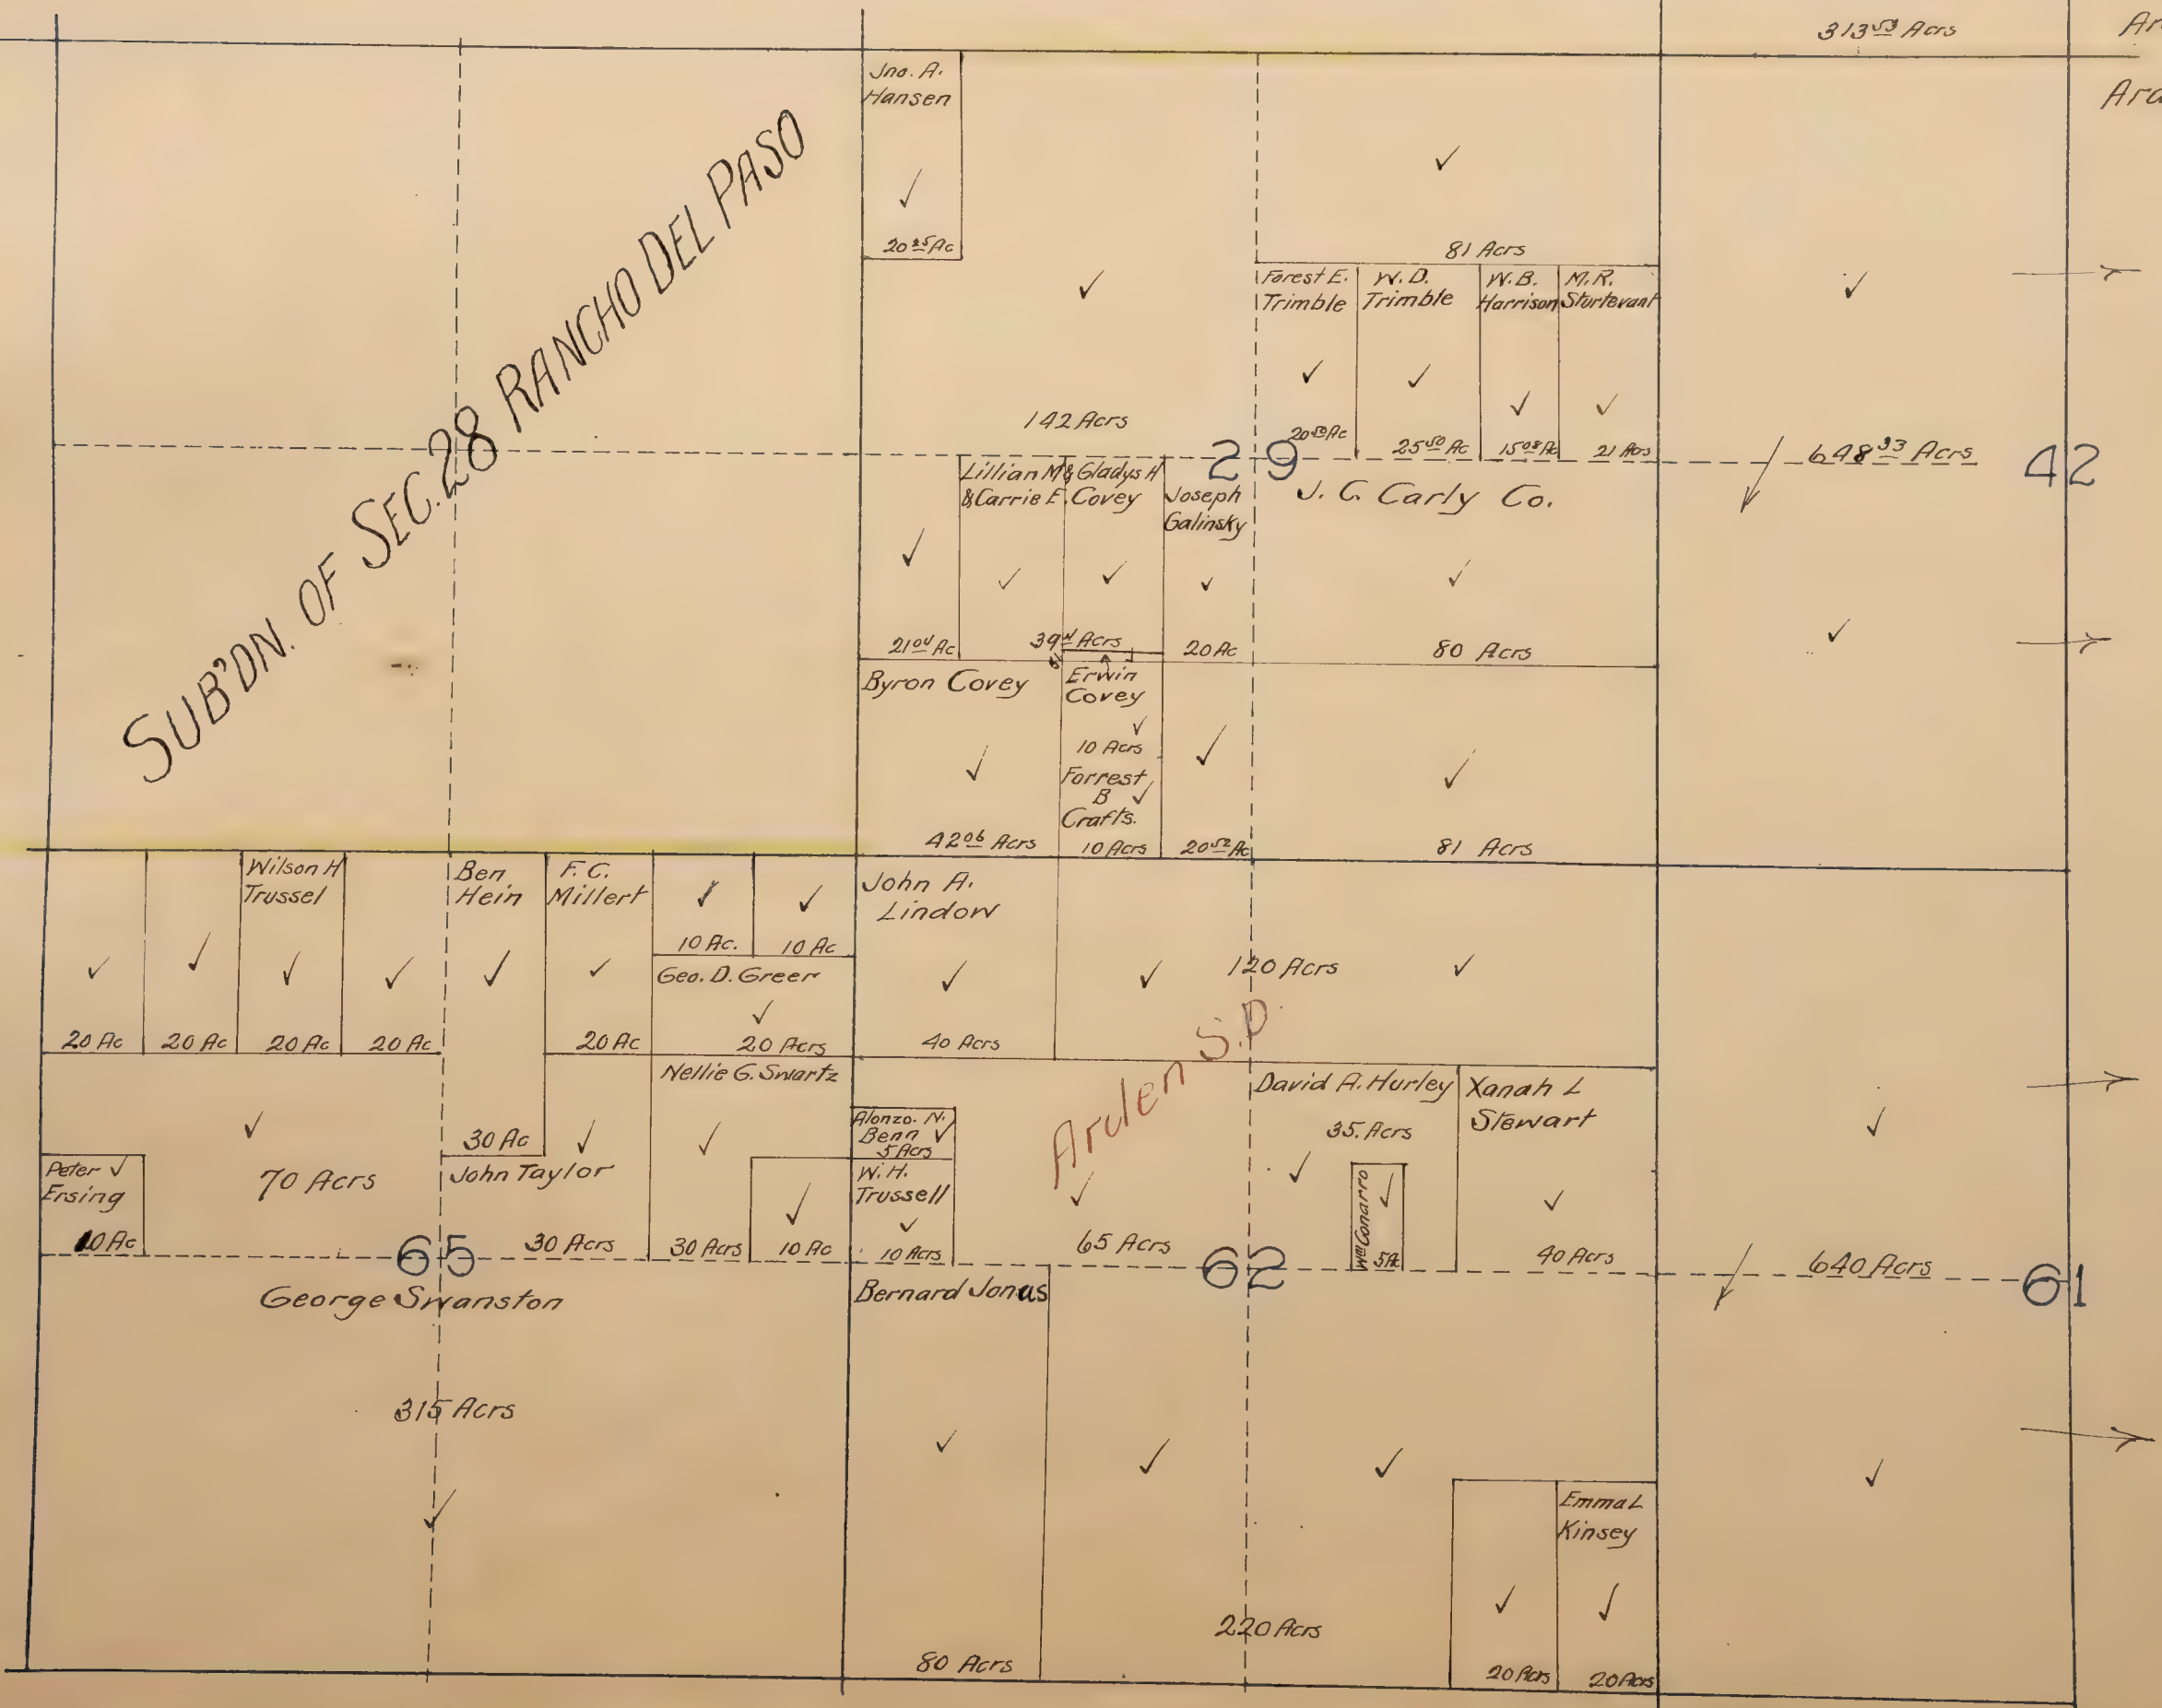 313 53 Acrs
SUB'DN. OF SEC. 28 RANCHO DEL PASO
Jno. A.
Hansen
20 25 Ac
142 Acrs
81 Acrs
Forest E.
Trimble
20 50 Ac
W. D.
Trimble
25 50 Ac
W. B.
Harrison
15 08 Ac
M. R.
Sturtevant
21 Acrs
29
648 33 Acrs
42
Lillian M & Gladys H
& Carrie E. Covey
21 04 Ac
39 41 Acrs
Joseph
Galinsky
20 Ac
J. C. Carly Co.
80 Acrs
Byron Covey
42 06 Acrs
Erwin
Covey
10 Acrs
Forrest
B
Crafts.
10 Acrs
20 52 Ac
81 Acrs
20 Ac
20 Ac
Wilson H
Trussel
20 Ac
20 Ac
Ben
Hein
30 Ac
F. C.
Millert
20 Ac
10 Ac.
10 Ac
Geo. D. Greer
20 Acrs
John A.
Lindow
40 Acrs
120 Acrs
Arden S.D.
Nellie G. Swartz
30 Acrs
10 Ac
Peter
Ersing
10 Ac
70 Acrs
John Taylor
30 Acrs
65
Alonzo. N.
Benn
5 Acrs
W. H.
Trussell
10 Acrs
65 Acrs
David A. Hurley
35. Acrs
Wm Conarro
5 A
Xanah L
Stewart
40 Acrs
62
640 Acrs
61
George Swanston
315 Acrs
Bernard Jonas
80 Acrs
220 Acrs
20 Acrs
Emma L
Kinsey
20 Acrs